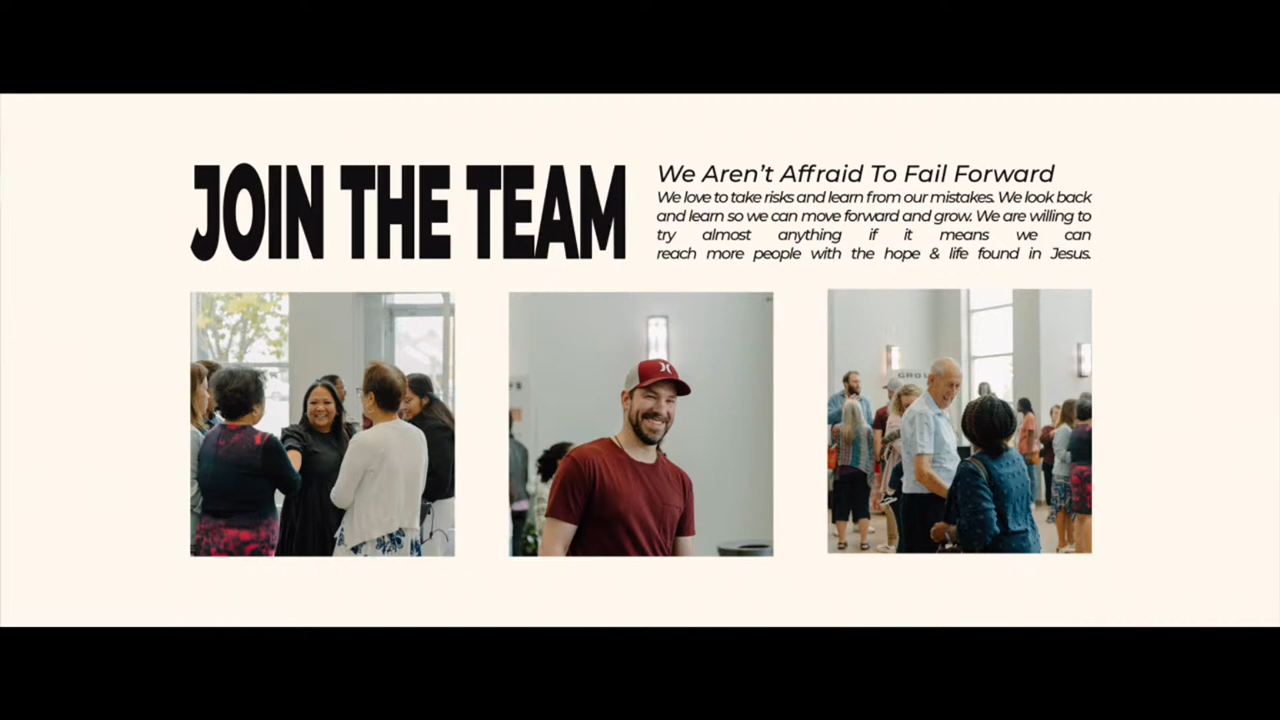 JOIN THE TEAM
We Aren't Affraid To Fail Forward
We love to take risks and learn from our mistakes. We look back
and learn so we can move forward and grow. We are willing to
try almost anything if it means we can
reach more people with the hope & life found in Jesus.
GROU